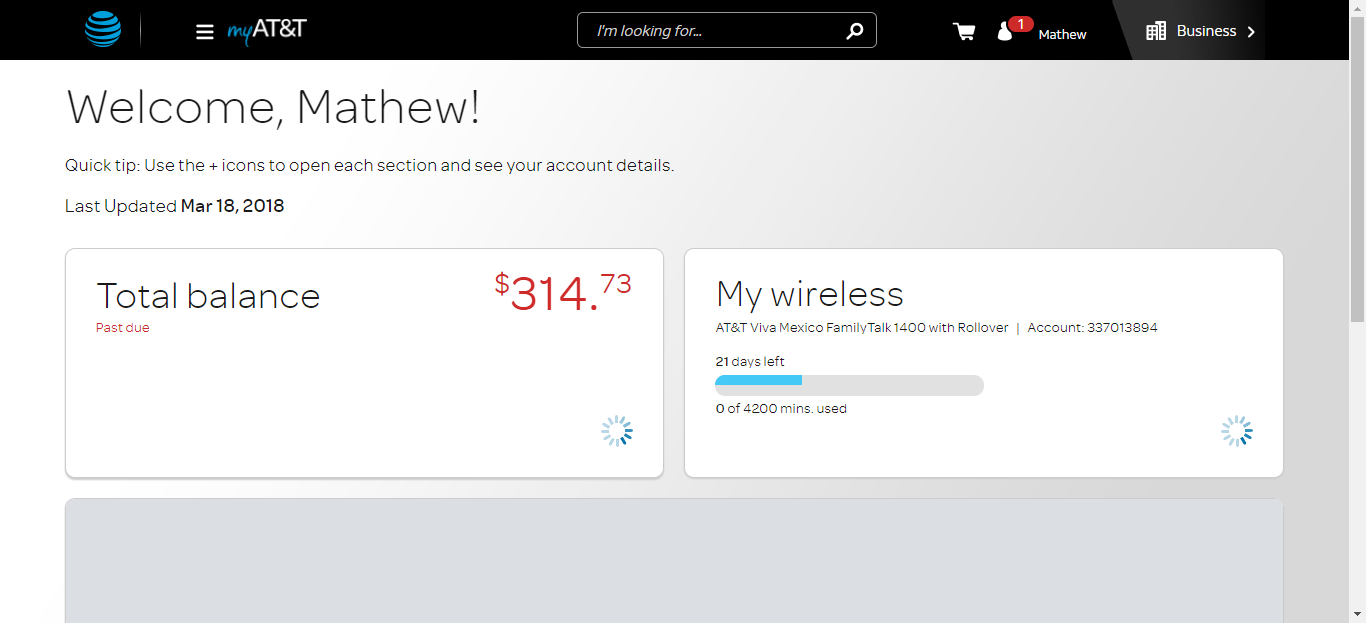 myAT&T
I'm looking for...
1
Mathew
Business
Welcome, Mathew!
Quick tip: Use the + icons to open each section and see your account details.
Last Updated Mar 18, 2018
Total balance
$314.73
Past due
My wireless
AT&T Viva Mexico FamilyTalk 1400 with Rollover | Account: 337013894
21 days left
0 of 4200 mins. used